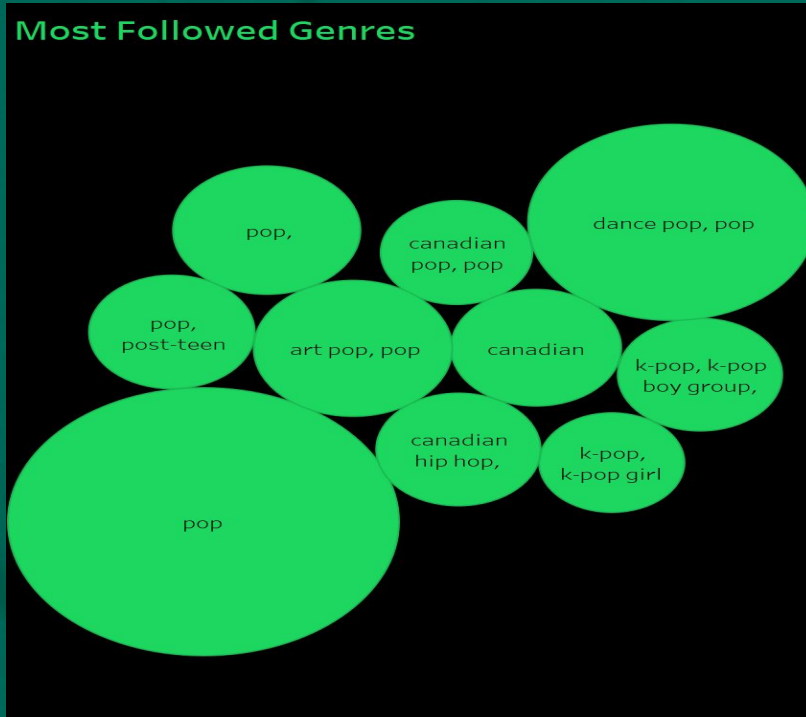 Most Followed Genres
dance pop, pop
pop,
canadian
pop, pop
pop,
post-teen
art pop, pop
canadian
k-pop, k-pop
boy group,
canadian
hip hop,
k-pop,
k-pop girl
pop